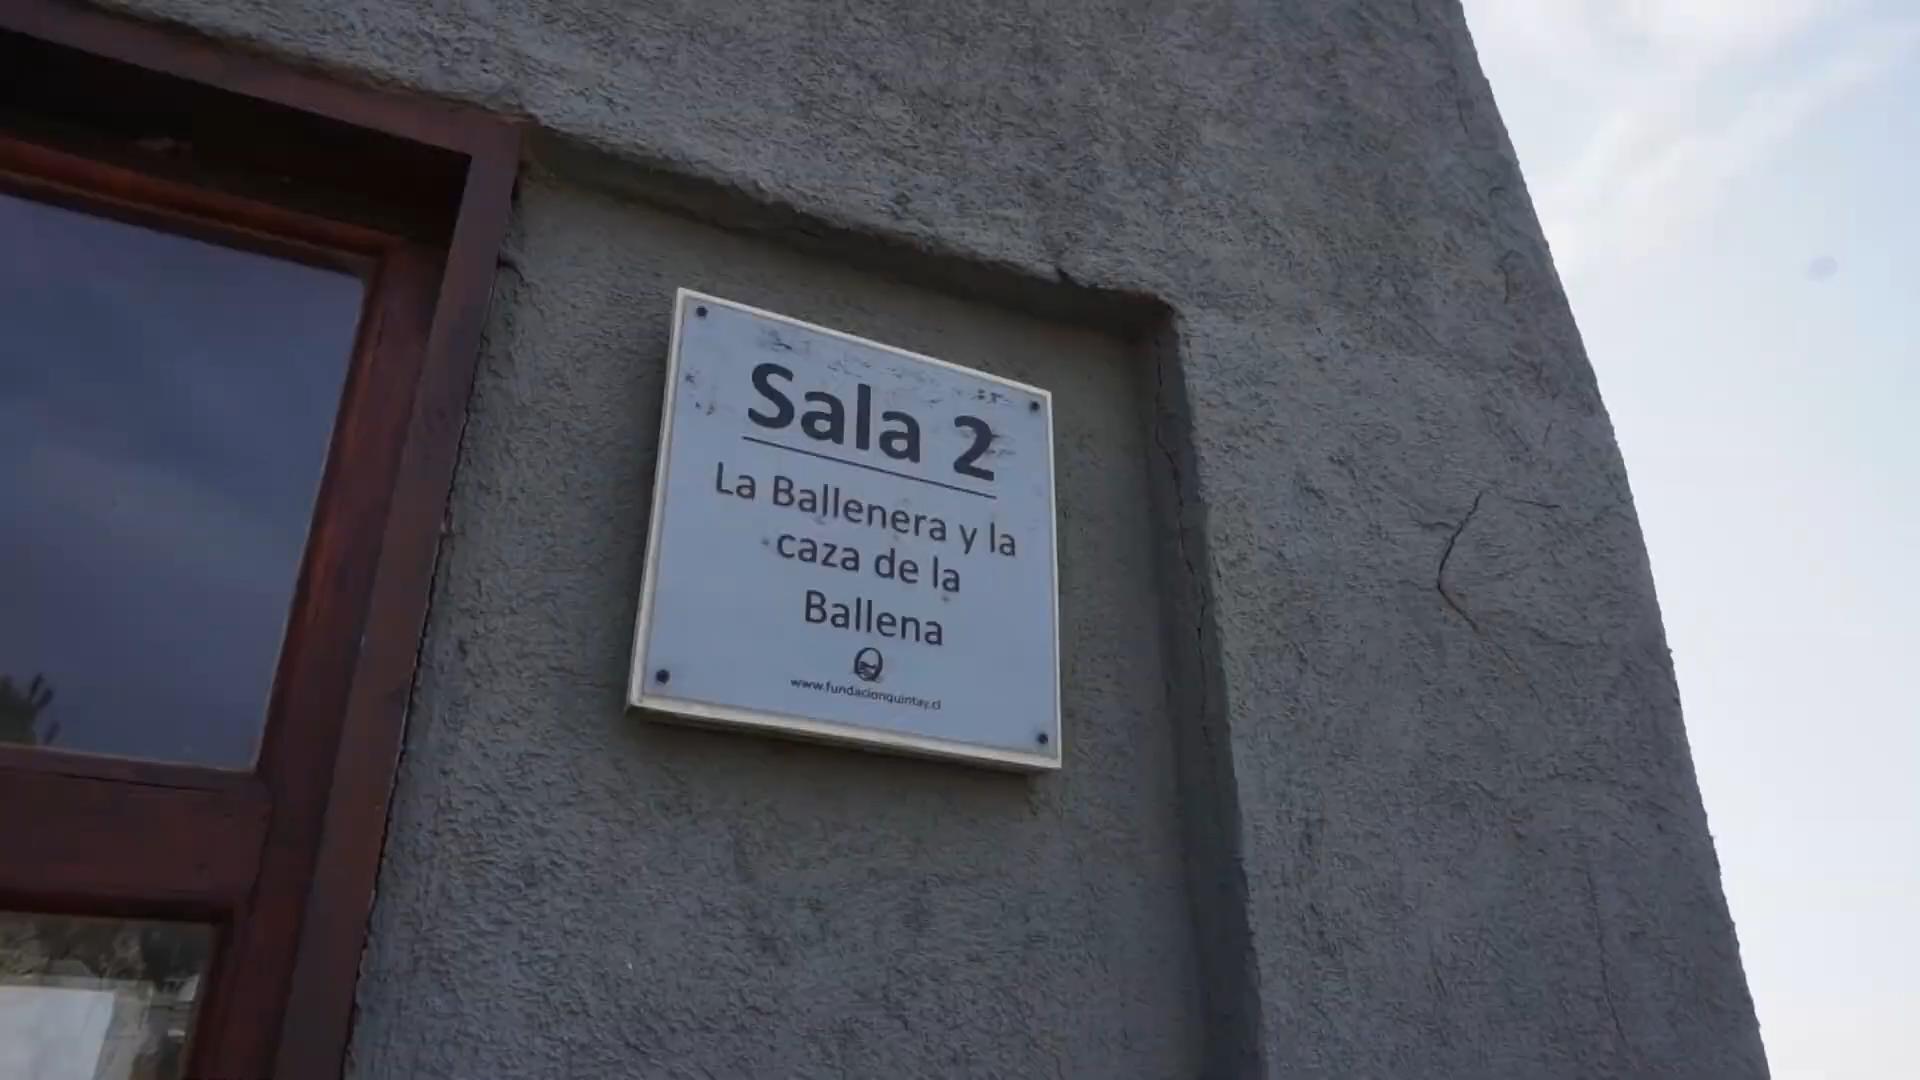 Sala 2
La Ballenera y la
caza de la
Ballena
www.fundacionquintay.cl